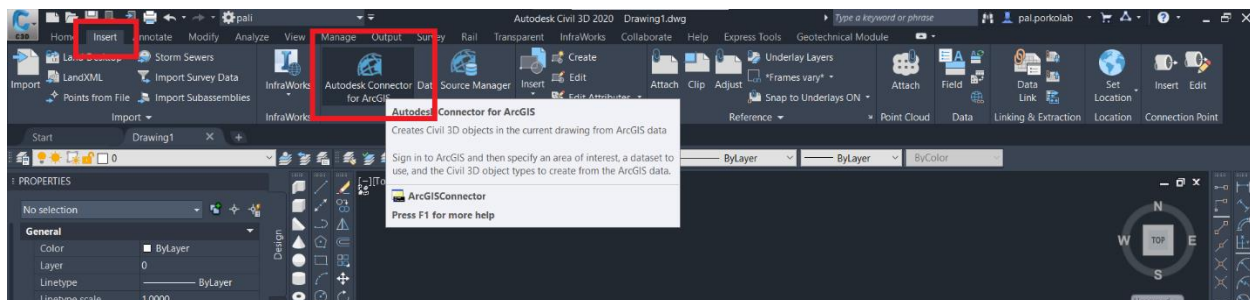 pali
Autodesk Civil 3D 2020 Drawing1.dwg
Type a keyword or phrase
pal.porkolab
C3D
Home Insert Annotate Modify Analyze View Manage Output Survey Rail Transparent InfraWorks Collaborate Help Express Tools Geotechnical Module
Land Desktop Storm Sewers
LandXML Import Survey Data
Points from File Import Subassemblies
Import
InfraWorks
Autodesk Connector
for ArcGIS
Data Source Manager
Insert
Create
Edit
Edit Attributes
Attach Clip Adjust
Underlay Layers
*Frames vary*
Snap to Underlays ON
Attach
Field
Data
Link
Set
Location
Insert Edit
Import InfraWorks Reference Point Cloud Data Linking & Extraction Location Connection Point
Autodesk Connector for ArcGIS
Creates Civil 3D objects in the current drawing from ArcGIS data
Sign in to ArcGIS and then specify an area of interest, a dataset to
use, and the Civil 3D object types to create from the ArcGIS data.
ArcGISConnector
Press F1 for more help
Start Drawing1
0
ByLayer ByLayer ByColor
PROPERTIES
No selection
General
Color ByLayer
Layer 0
Linetype ByLayer
Linetype scale 1.0000
Design
N
W TOP E
S